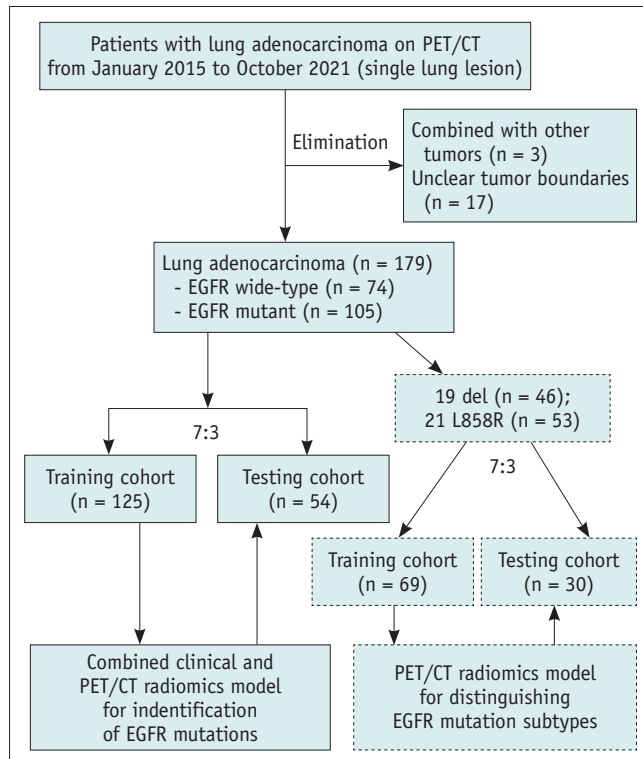 Patients with lung adenocarcinoma on PET/CT
from January 2015 to October 2021 (single lung lesion)
Elimination
Combined with other
tumors (n = 3)
Unclear tumor boundaries
(n = 17)
Lung adenocarcinoma (n = 179)
- EGFR wide-type (n = 74)
- EGFR mutant (n = 105)
19 del (n = 46);
21 L858R (n = 53)
7:3
7:3
Training cohort
(n = 125)
Testing cohort
(n = 54)
Training cohort
(n = 69)
Testing cohort
(n = 30)
Combined clinical and
PET/CT radiomics model
for indentification
of EGFR mutations
PET/CT radiomics model
for distinguishing
EGFR mutation subtypes